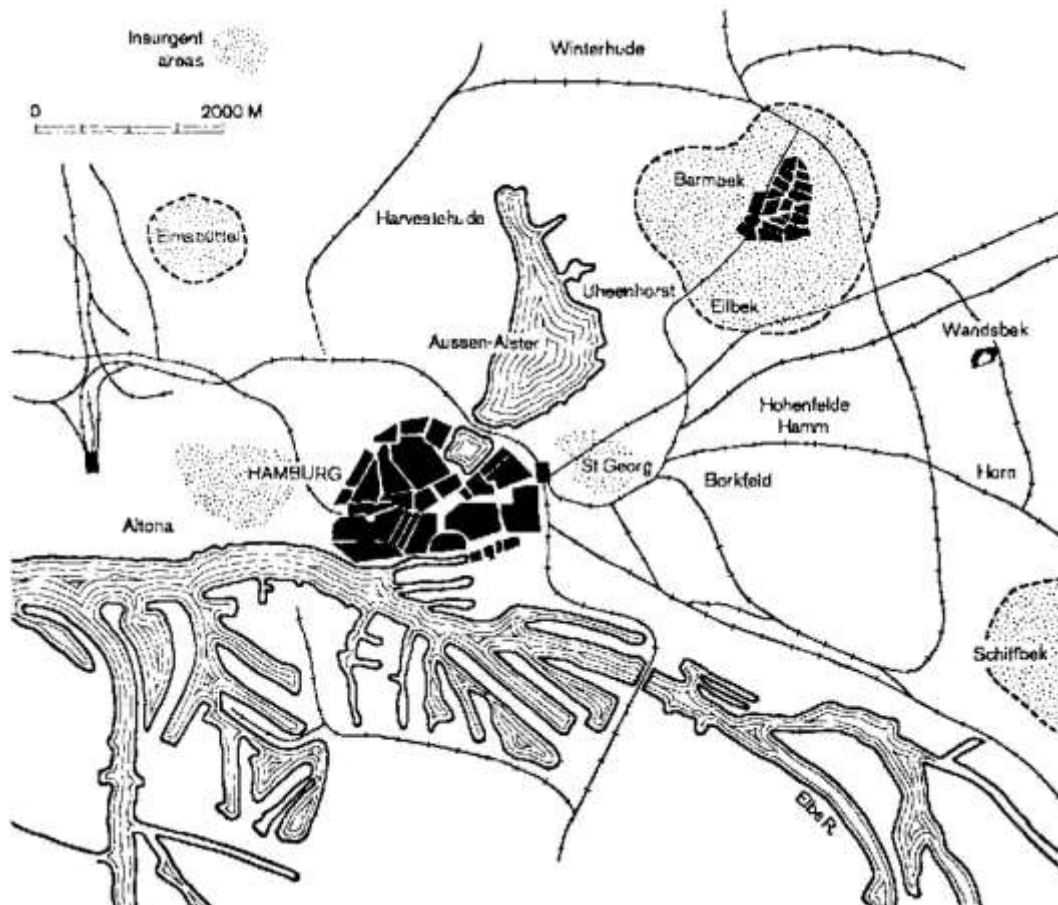 Insurgent
areas
0 2000 M
Winterhude
Barmbek
Harvestehude
Eimsbüttel
Uhlenhorst
Eilbek
Aussen-Alster
Wandsbek
Hohenfelde
Hamm
HAMBURG
St Georg
Borkfeld
Horn
Altona
Schiffbek
Elbe R.